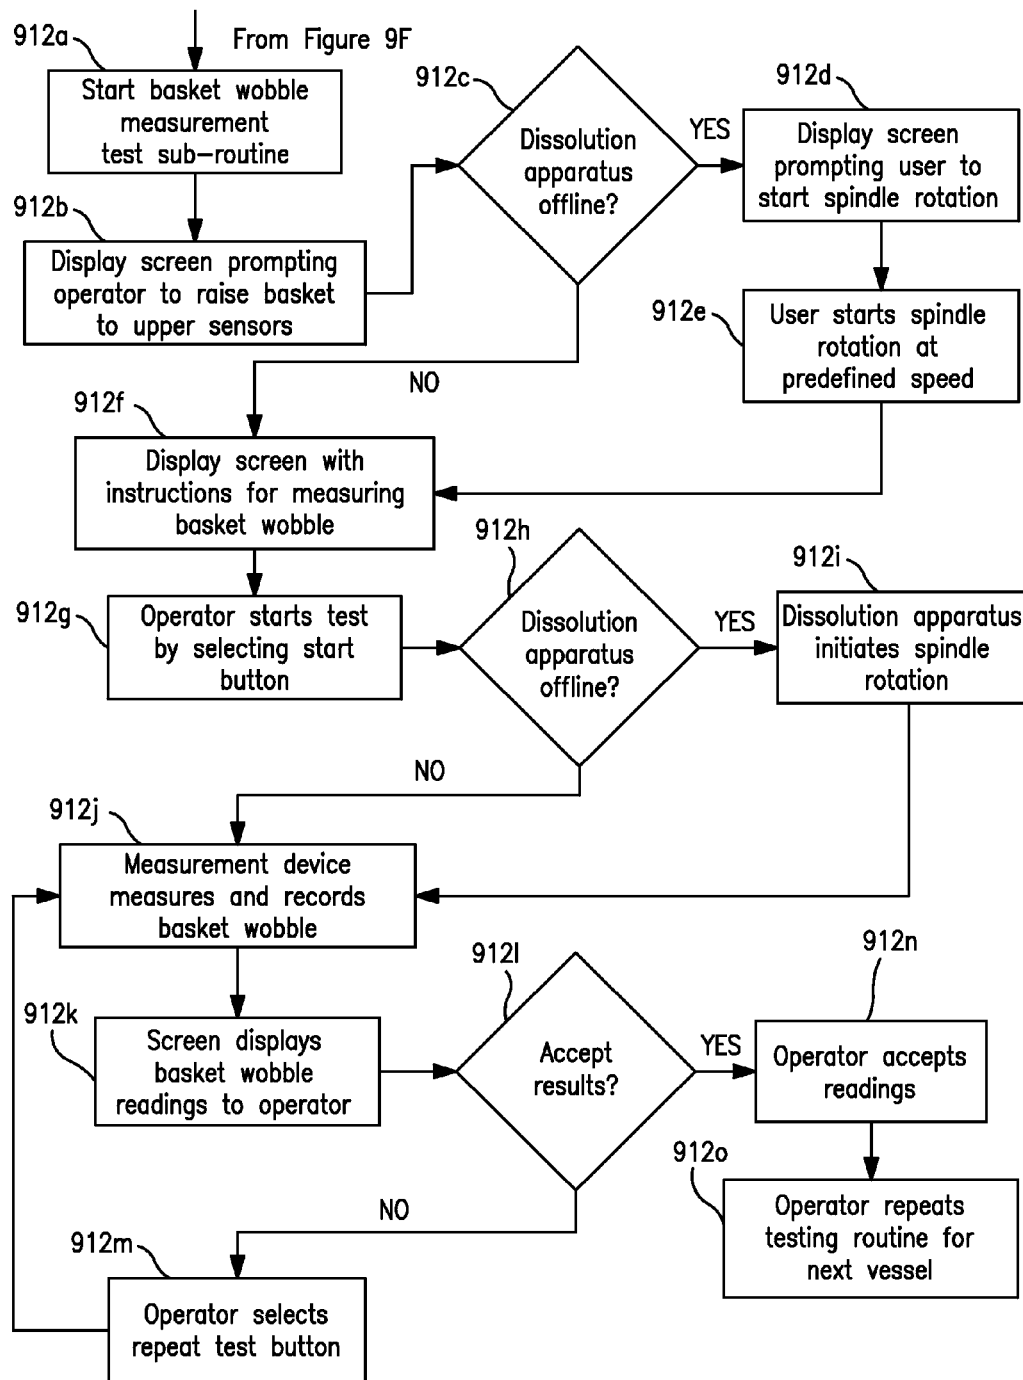 912a
From Figure 9F
Start basket wobble
measurement
test sub-routine
912b
Display screen prompting
operator to raise basket
to upper sensors
912c
Dissolution
apparatus
offline?
YES
NO
912d
Display screen
prompting user to
start spindle rotation
912e
User starts spindle
rotation at
predefined speed
912f
Display screen with
instructions for measuring
basket wobble
912g
Operator starts test
by selecting start
button
912h
Dissolution
apparatus
offline?
YES
NO
912i
Dissolution apparatus
initiates spindle
rotation
912j
Measurement device
measures and records
basket wobble
912k
Screen displays
basket wobble
readings to operator
912l
Accept
results?
YES
NO
912m
Operator selects
repeat test button
912n
Operator accepts
readings
912o
Operator repeats
testing routine for
next vessel